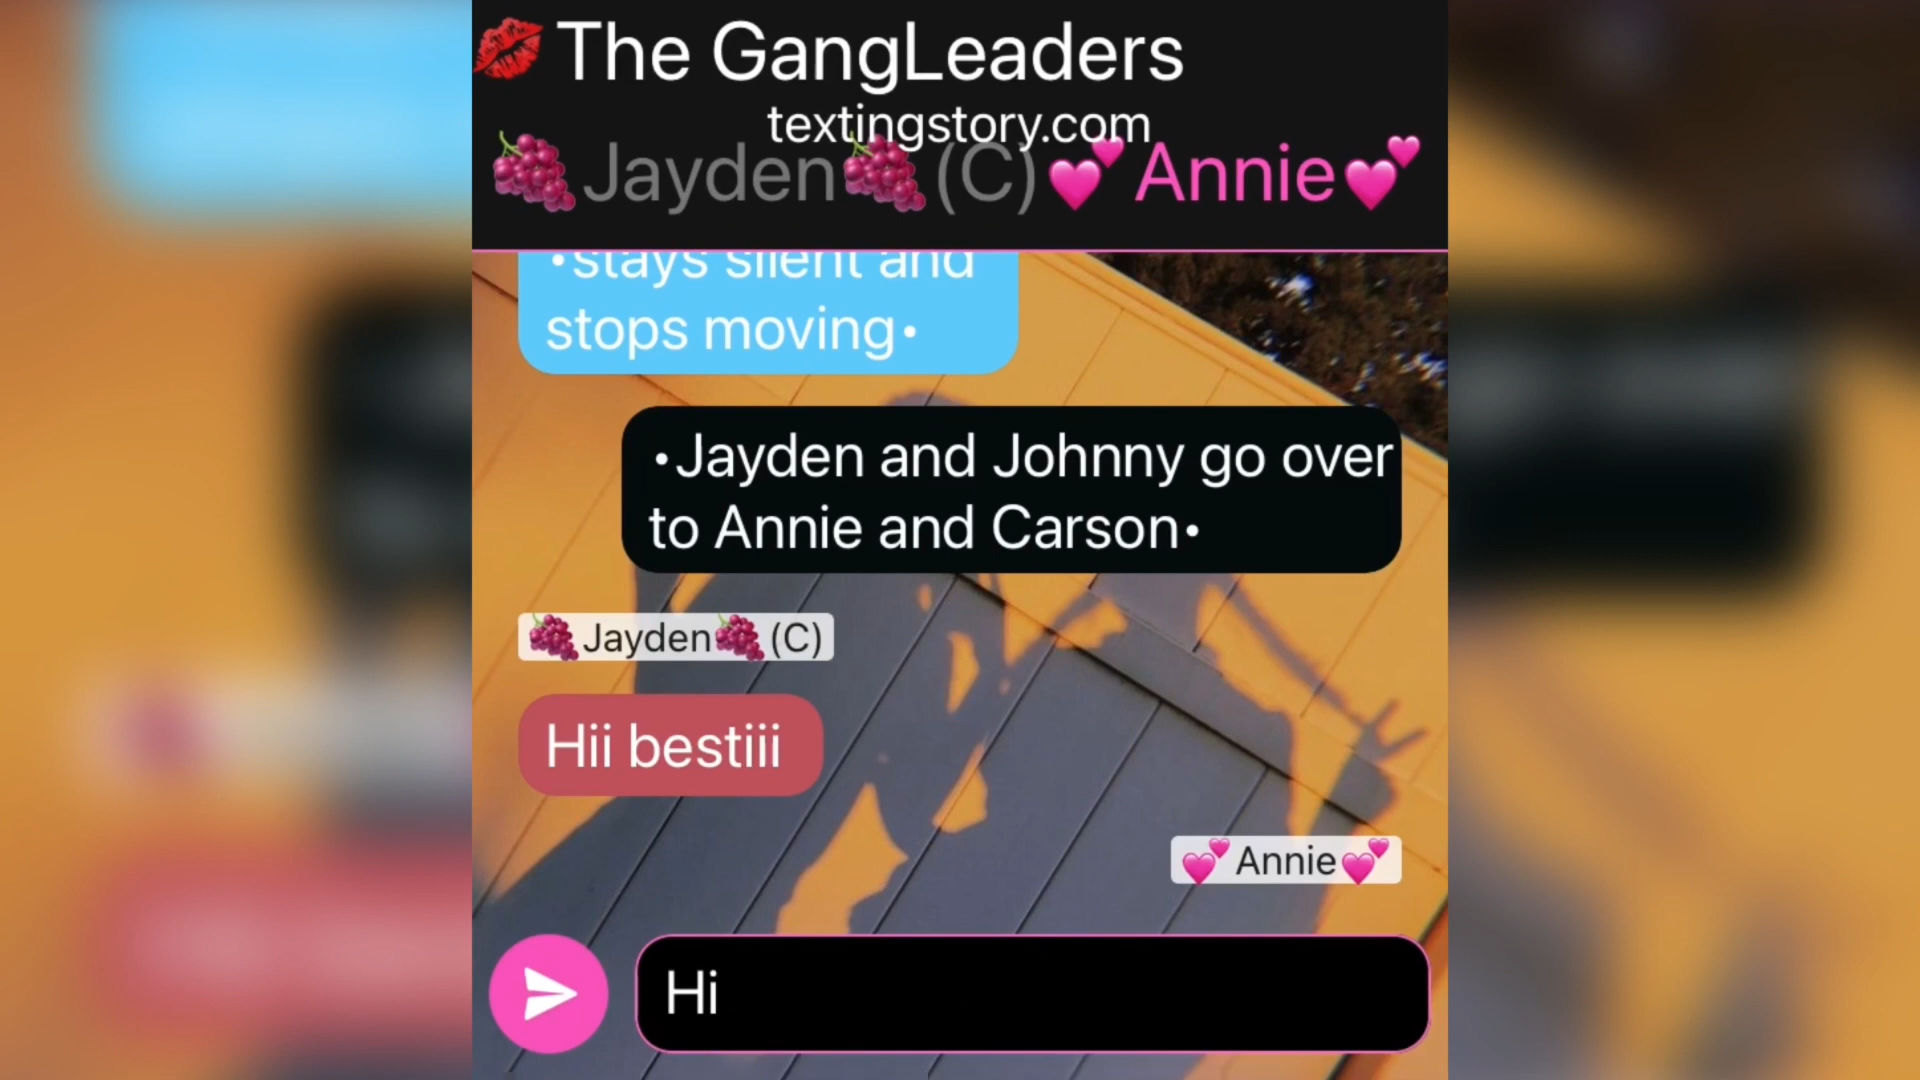 💋The GangLeaders
textingstory.com
🍇Jayden🍇(C)💕Annie💕
•stays silent and
stops moving•
•Jayden and Johnny go over
to Annie and Carson•
🍇Jayden🍇(C)
Hii bestiii
💕Annie💕
Hi